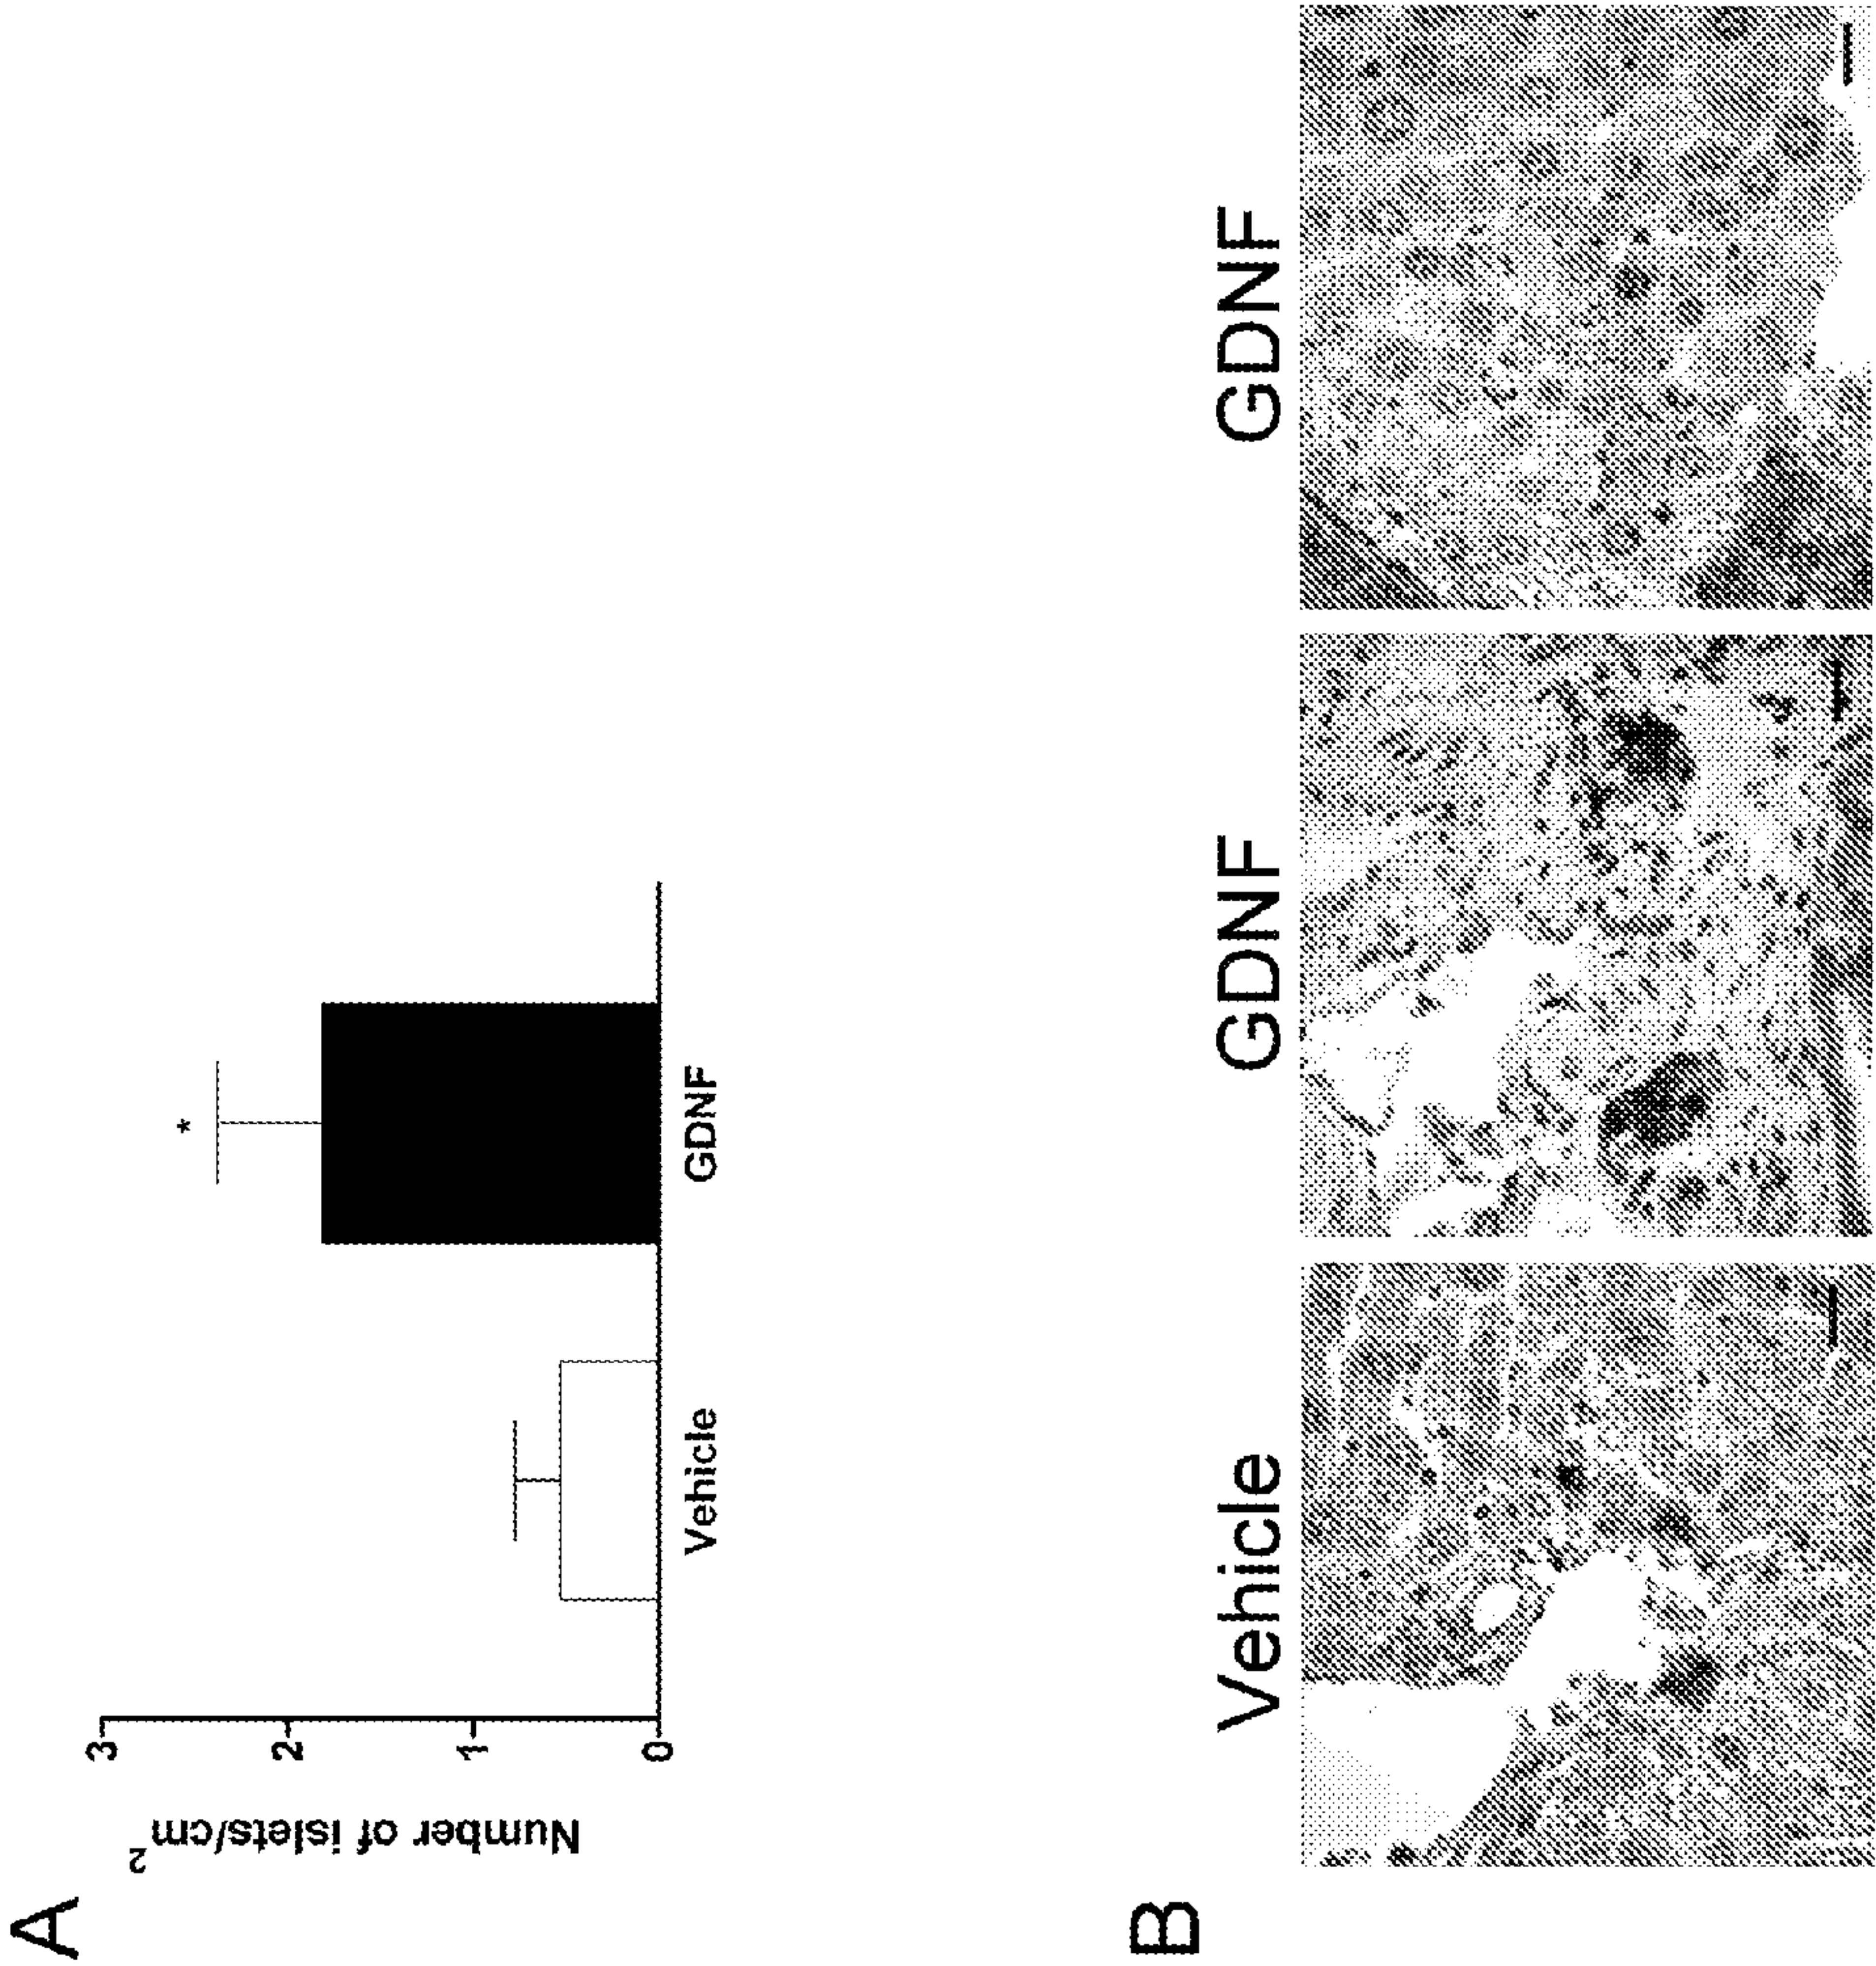 A
Number of islets/cm2
3
2
1
0
*
Vehicle
GDNF
B
Vehicle
GDNF
GDNF